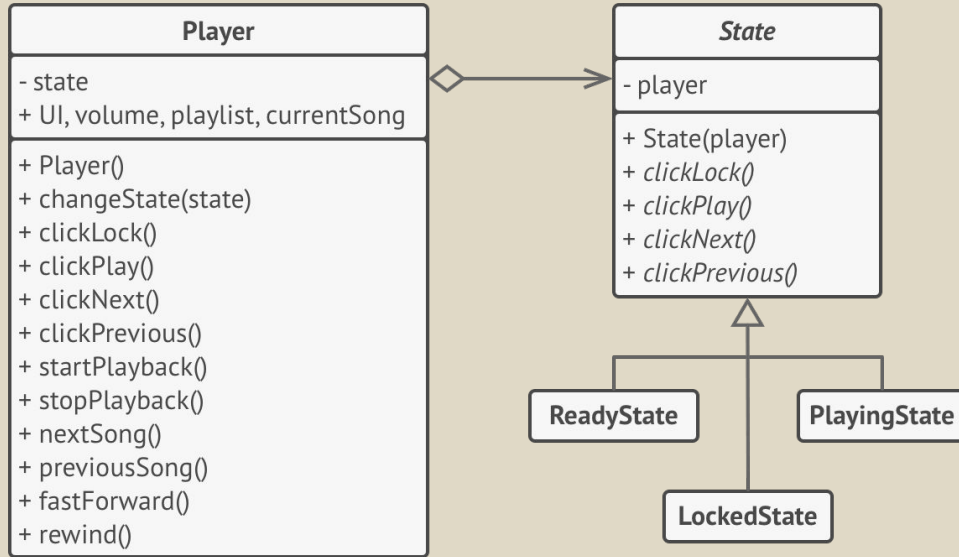 Player
- state
+ UI, volume, playlist, currentSong
+ Player()
+ changeState(state)
+ clickLock()
+ clickPlay()
+ clickNext()
+ clickPrevious()
+ startPlayback()
+ stopPlayback()
+ nextSong()
+ previousSong()
+ fastForward()
+ rewind()
State
- player
+ State(player)
+ clickLock()
+ clickPlay()
+ clickNext()
+ clickPrevious()
ReadyState
PlayingState
LockedState